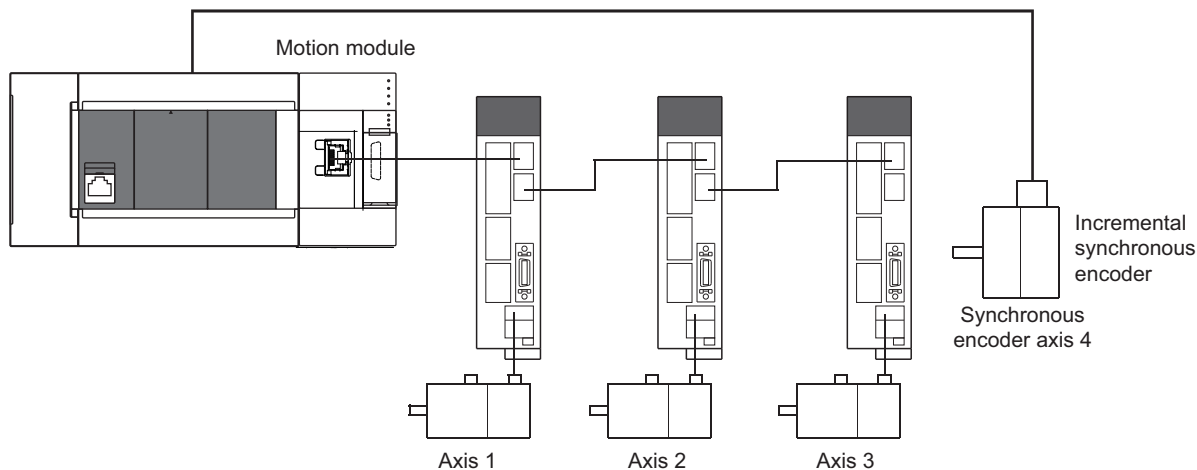 Motion module
Incremental
synchronous
encoder
Synchronous
encoder axis 4
Axis 1
Axis 2
Axis 3